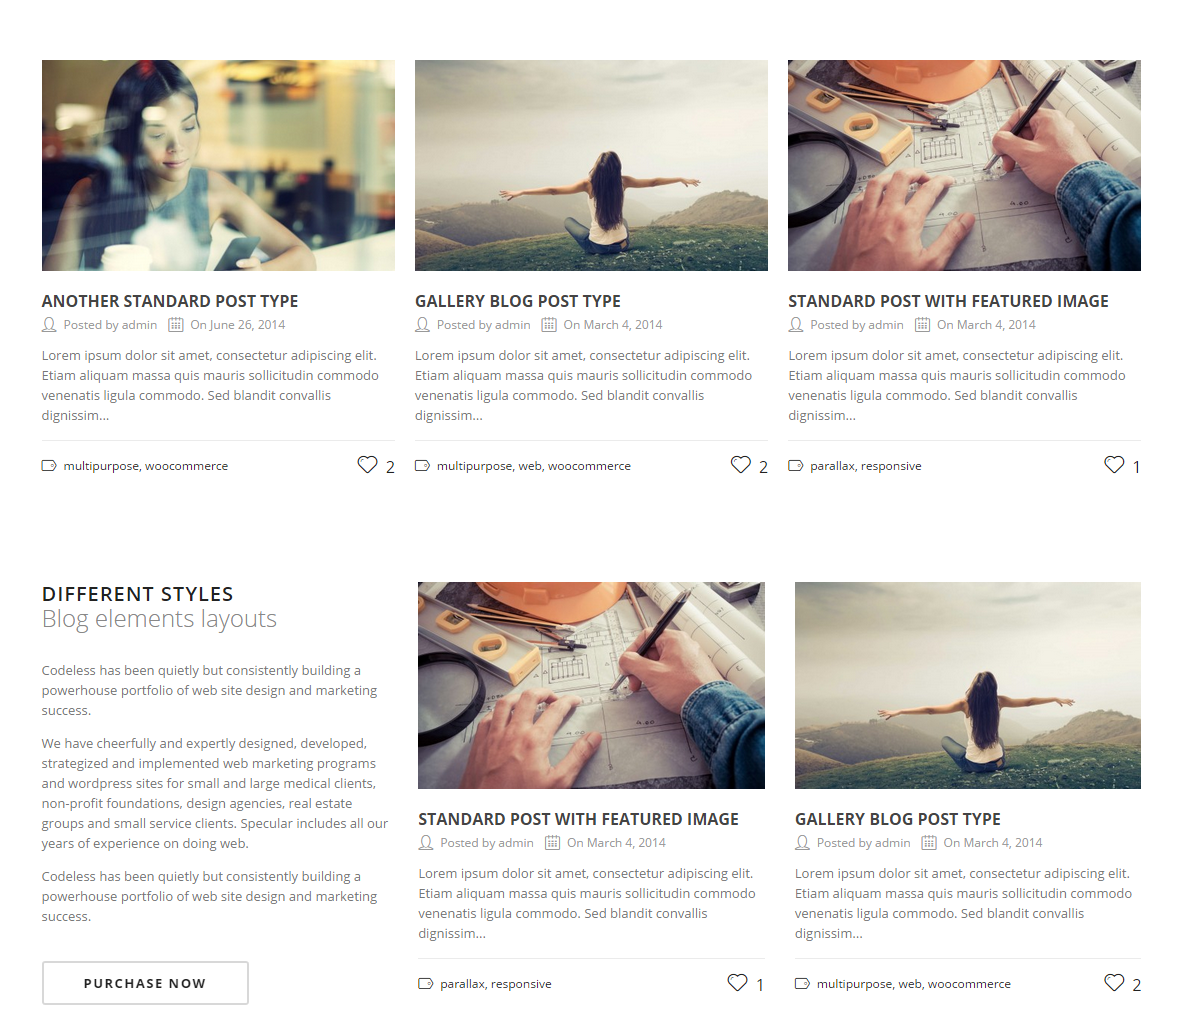 ANOTHER STANDARD POST TYPE
Posted by admin On June 26, 2014
Lorem ipsum dolor sit amet, consectetur adipiscing elit.
Etiam aliquam massa quis mauris sollicitudin commodo
venenatis ligula commodo. Sed blandit convallis
dignissim...
multipurpose, woocommerce 2
GALLERY BLOG POST TYPE
Posted by admin On March 4, 2014
Lorem ipsum dolor sit amet, consectetur adipiscing elit.
Etiam aliquam massa quis mauris sollicitudin commodo
venenatis ligula commodo. Sed blandit convallis
dignissim...
multipurpose, web, woocommerce 2
STANDARD POST WITH FEATURED IMAGE
Posted by admin On March 4, 2014
Lorem ipsum dolor sit amet, consectetur adipiscing elit.
Etiam aliquam massa quis mauris sollicitudin commodo
venenatis ligula commodo. Sed blandit convallis
dignissim...
parallax, responsive 1
DIFFERENT STYLES
Blog elements layouts
Codeless has been quietly but consistently building a
powerhouse portfolio of web site design and marketing
success.
We have cheerfully and expertly designed, developed,
strategized and implemented web marketing programs
and wordpress sites for small and large medical clients,
non-profit foundations, design agencies, real estate
groups and small service clients. Specular includes all our
years of experience on doing web.
Codeless has been quietly but consistently building a
powerhouse portfolio of web site design and marketing
success.
PURCHASE NOW
STANDARD POST WITH FEATURED IMAGE
Posted by admin On March 4, 2014
Lorem ipsum dolor sit amet, consectetur adipiscing elit.
Etiam aliquam massa quis mauris sollicitudin commodo
venenatis ligula commodo. Sed blandit convallis
dignissim...
parallax, responsive 1
GALLERY BLOG POST TYPE
Posted by admin On March 4, 2014
Lorem ipsum dolor sit amet, consectetur adipiscing elit.
Etiam aliquam massa quis mauris sollicitudin commodo
venenatis ligula commodo. Sed blandit convallis
dignissim...
multipurpose, web, woocommerce 2